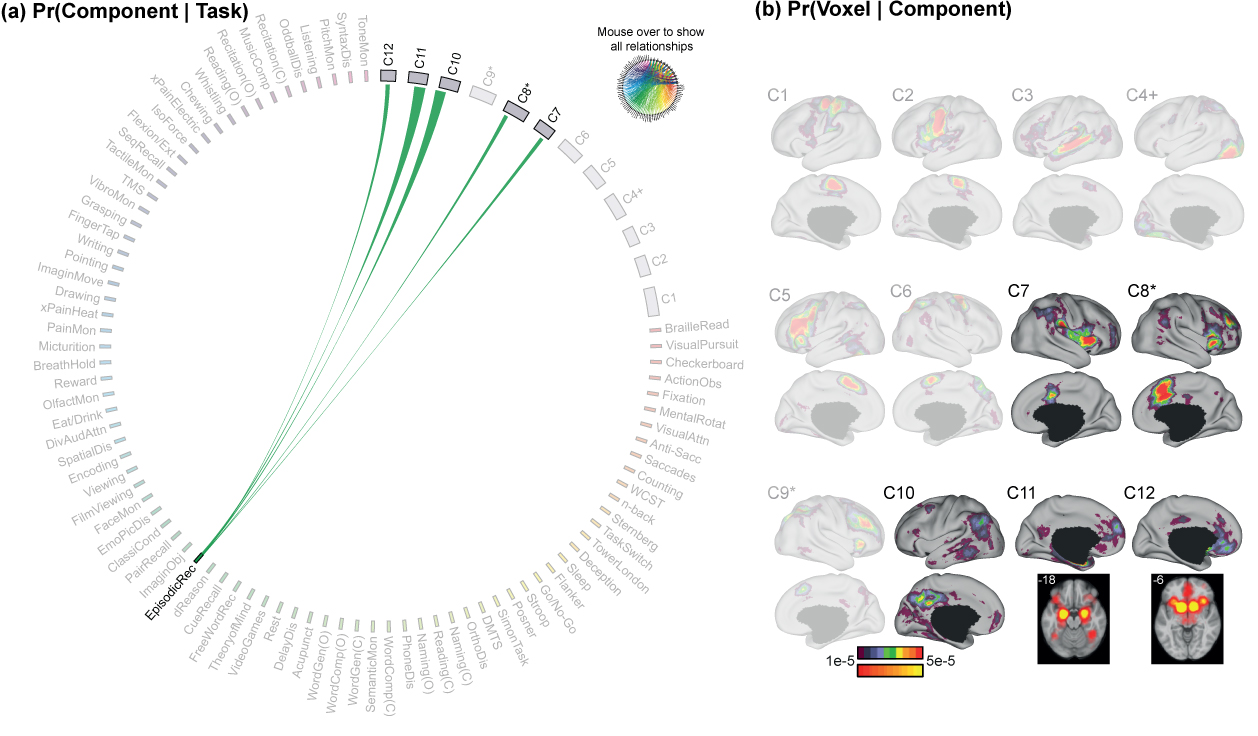 (a) Pr(Component | Task)
(b) Pr(Voxel | Component)
Mouse over to show
all relationships
C12
C11
C10
C9*
C8*
C7
C6
C5
C4+
C3
C2
C1
BrailleRead
VisualPursuit
Checkerboard
ActionObs
Fixation
MentalRotat
VisualAttn
Anti-Sacc
Saccades
Counting
WCST
n-back
Sternberg
TaskSwitch
TowerLondon
Deception
Sleep
Flanker
Go/No-Go
Stroop
Posner
SimonTask
DMTS
OrthoDis
Naming(C)
Reading(C)
Naming(O)
PhoneDis
WordComp(C)
SemanticMon
WordGen(C)
WordComp(O)
WordGen(O)
Acupunct
DelayDis
Rest
VideoGames
TheoryofMind
FreeWordRec
CueRecall
dReason
EpisodicRec
ImaginObj
PairRecall
ClassiCond
EmoPicDis
FaceMon
FilmViewing
Viewing
Encoding
SpatialDis
DivAudAttn
Eat/Drink
OlfactMon
Reward
BreathHold
Micturition
PainMon
xPainHeat
Drawing
ImaginMove
Pointing
Writing
FingerTap
Grasping
VibroMon
TMS
TactileMon
SeqRecall
Flexion/Ext
IsoForce
xPainElectric
Chewing
Whistling
Reading(O)
Recitation(O)
MusicComp
Recitation(C)
OddballDis
Listening
PitchMon
SyntaxDis
ToneMon
C1
C2
C3
C4+
C5
C6
C7
C8*
C9*
C10
C11
C12
-18
-6
1e-5
5e-5